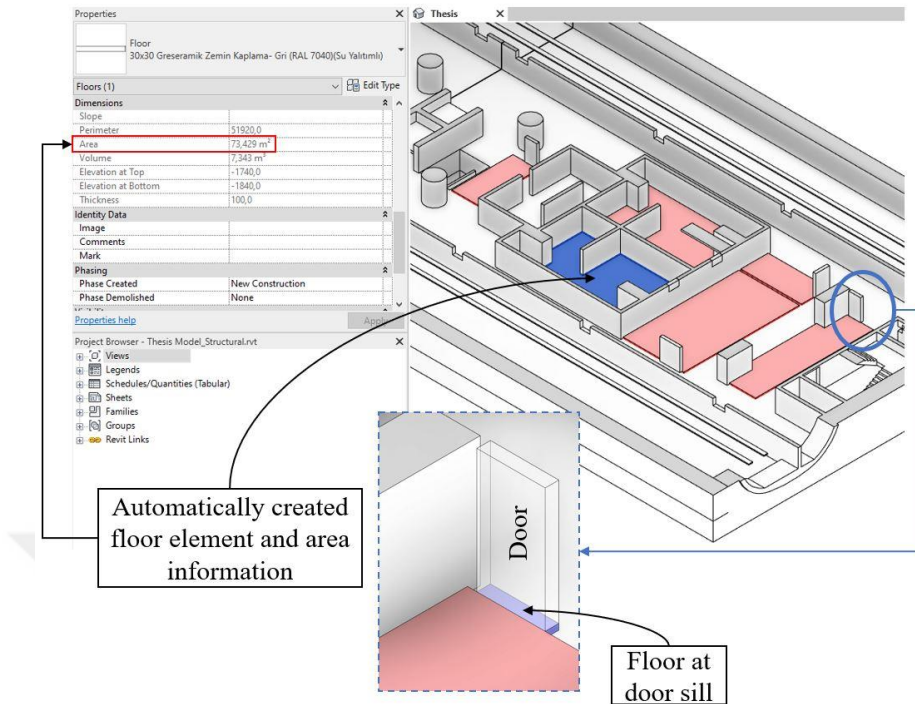 Properties
Thesis
Floor
30x30 Greseramik Zemin Kaplama- Gri (RAL 7040)(Su Yalıtımlı)
Floors (1)
Edit Type
Dimensions
Slope
Perimeter 51920,0
Area 73,429 m²
Volume 7,343 m³
Elevation at Top -1740,0
Elevation at Bottom -1840,0
Thickness 100,0
Identity Data
Image
Comments
Mark
Phasing
Phase Created New Construction
Phase Demolished None
Properties help
Project Browser - Thesis Model_Structural.rvt
Views
Legends
Schedules/Quantities (Tabular)
Sheets
Families
Groups
Revit Links
Automatically created
floor element and area
information
Door
Floor at
door sill